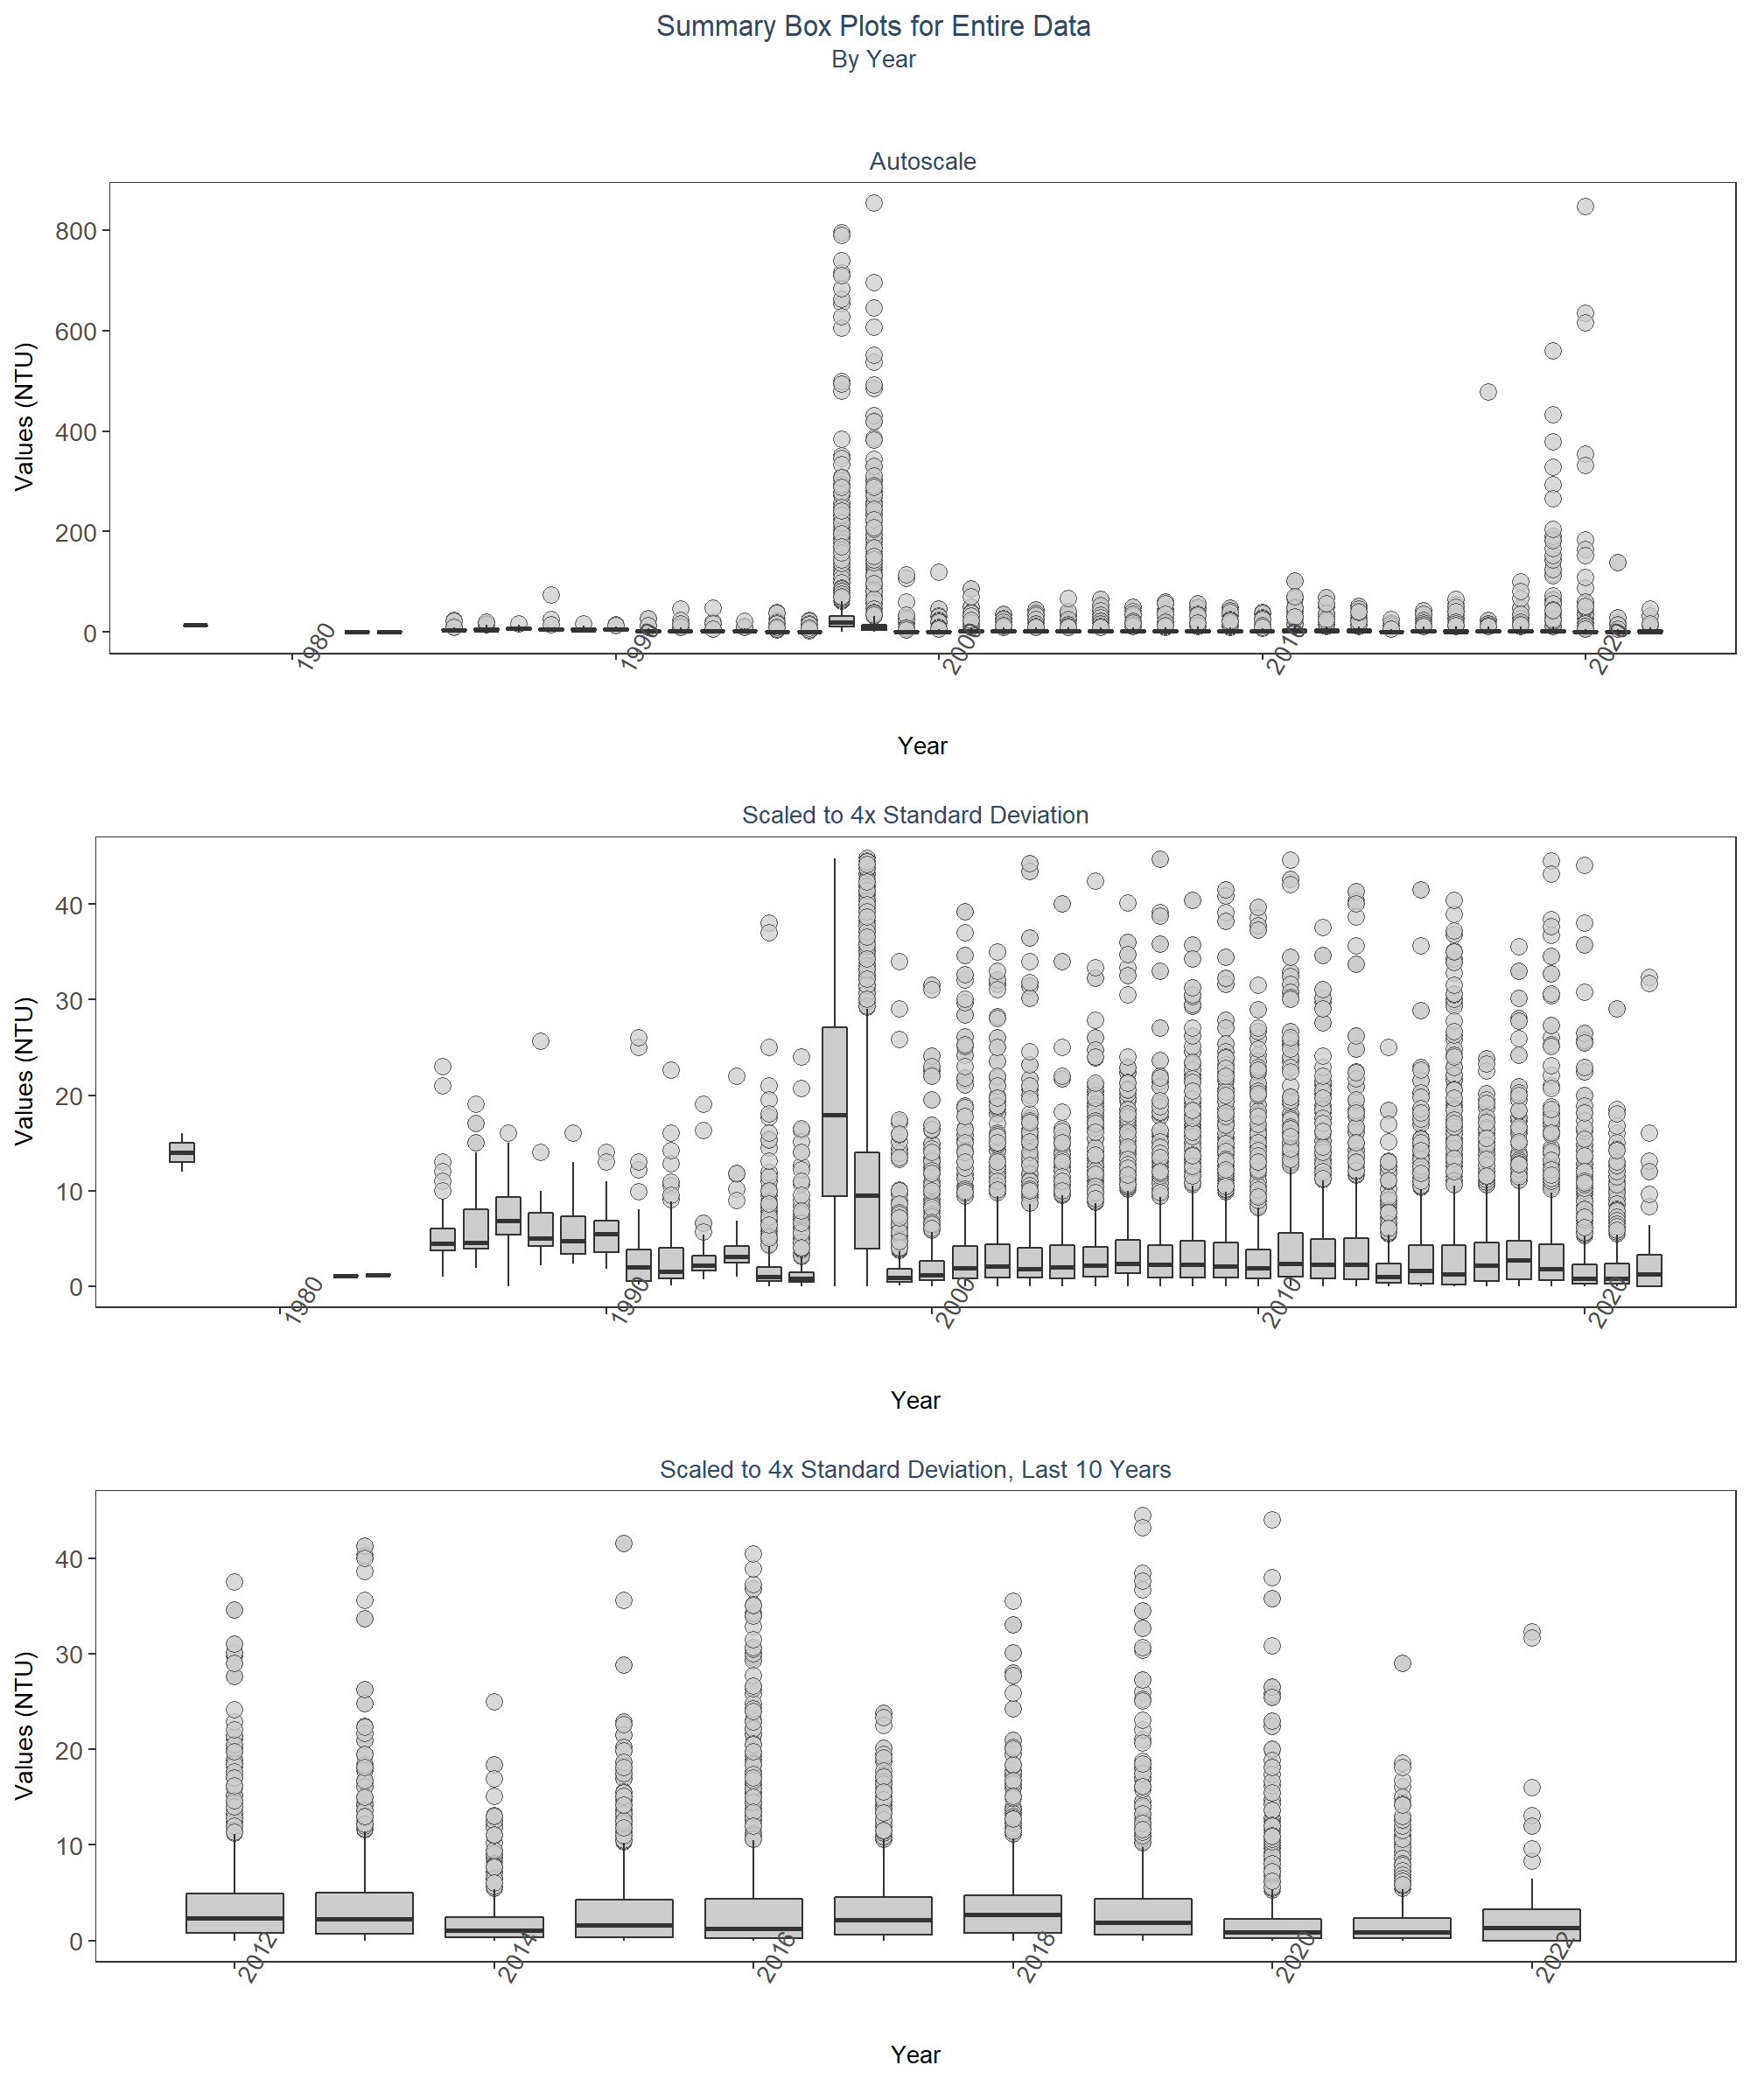 Summary Box Plots for Entire Data
By Year
Autoscale
Values (NTU)
800
600
400
200
0
1980
1990
2000
2010
2020
Year
Scaled to 4x Standard Deviation
Values (NTU)
40
30
20
10
0
1980
1990
2000
2010
2020
Year
Scaled to 4x Standard Deviation, Last 10 Years
Values (NTU)
40
30
20
10
0
2012
2014
2016
2018
2020
2022
Year